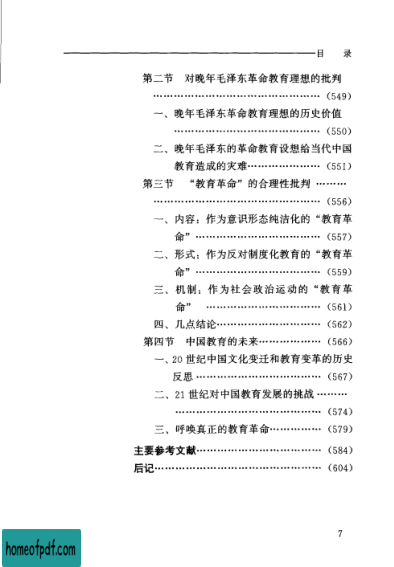 目 录
第二节 对晚年毛泽东革命教育理想的批判
…………………………………………(549)
一、晚年毛泽东革命教育理想的历史价值
…………………………………………(550)
二、晚年毛泽东的革命教育设想给当代中国
教育造成的灾难…………………(551)
第三节 “教育革命”的合理性批判 ………
…………………………………………(556)
一、内容：作为意识形态纯洁化的“教育革
命”…………………………………(557)
二、形式：作为反对制度化教育的“教育革
命”…………………………………(559)
三、机制：作为社会政治运动的“教育革
命” ………………………………(561)
四、几点结论…………………………(562)
第四节 中国教育的未来………………(566)
一、20世纪中国文化变迁和教育变革的历史
反思…………………………………(567)
二、21世纪对中国教育发展的挑战………
…………………………………………(574)
三、呼唤真正的教育革命……………(579)
主要参考文献……………………………(584)
后记………………………………………(604)
7
homeofpdf.com